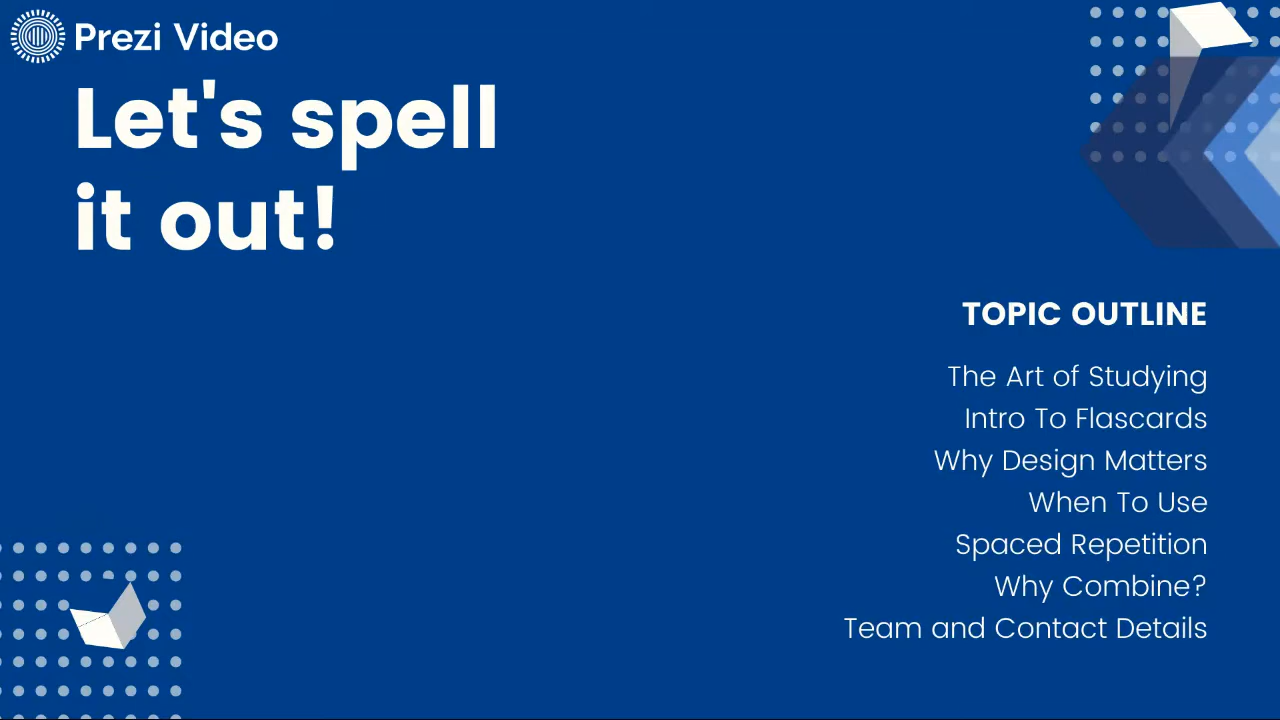 Prezi Video
Let's spell
it out!
TOPIC OUTLINE
The Art of Studying
Intro To Flascards
Why Design Matters
When To Use
Spaced Repetition
Why Combine?
Team and Contact Details